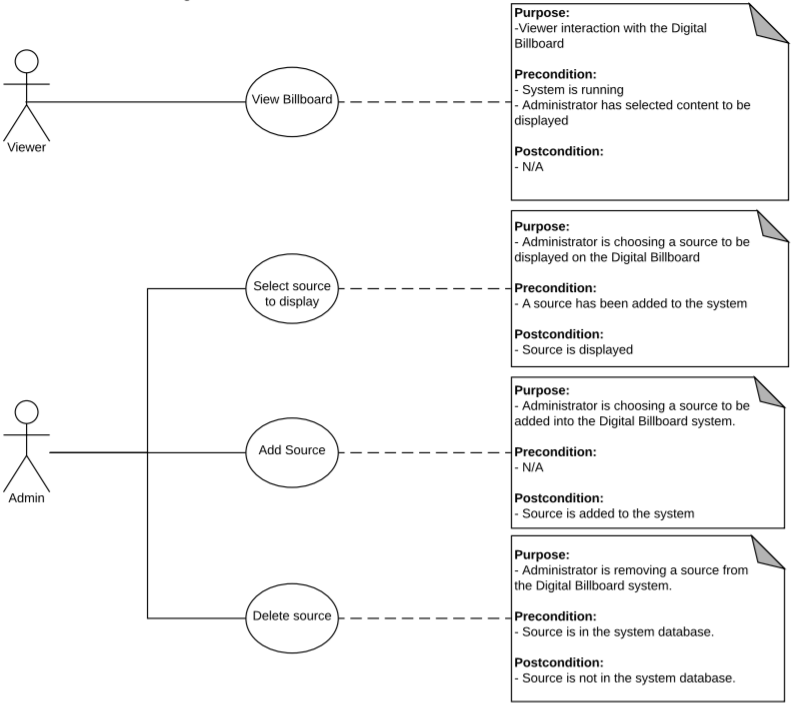 Purpose:
-Viewer interaction with the Digital
Billboard
Precondition:
- System is running
- Administrator has selected content to be
displayed
Postcondition:
- N/A
View Billboard
Viewer
Purpose:
- Administrator is choosing a source to be
displayed on the Digital Billboard
Precondition:
- A source has been added to the system
Postcondition:
- Source is displayed
Select source
to display
Purpose:
- Administrator is choosing a source to be
added into the Digital Billboard system.
Precondition:
- N/A
Postcondition:
- Source is added to the system
Add Source
Admin
Purpose:
- Administrator is removing a source from
the Digital Billboard system.
Precondition:
- Source is in the system database.
Postcondition:
- Source is not in the system database.
Delete source